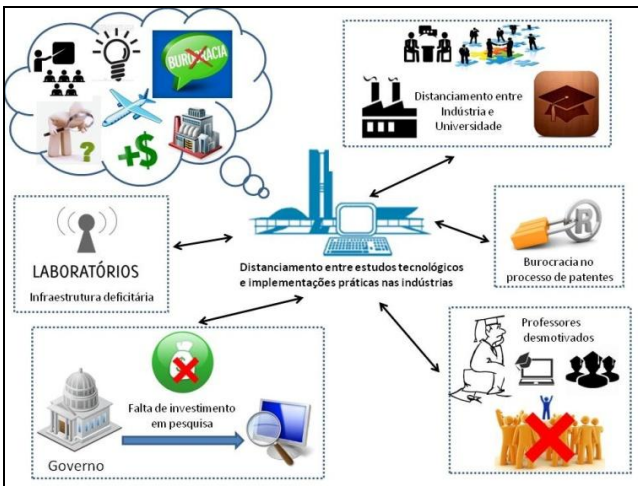 BUROCRACIA
?
+$
Distanciamento entre
Indústria e
Universidade
LABORATÓRIOS
Infraestrutura deficitária
Distanciamento entre estudos tecnológicos
e implementações práticas nas indústrias
R
Burocracia no
processo de patentes
Professores
desmotivados
$
Falta de investimento
em pesquisa
Governo